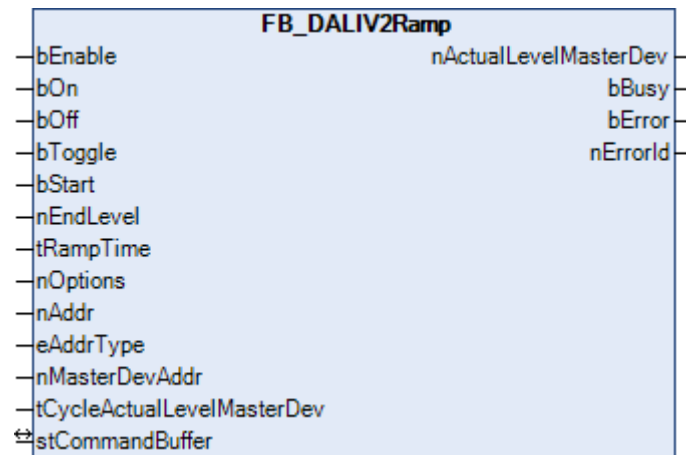 FB_DALIV2Ramp
bEnable nActualLevelMasterDev
bOn bBusy
bOff bError
bToggle nErrorId
bStart
nEndLevel
tRampTime
nOptions
nAddr
eAddrType
nMasterDevAddr
tCycleActualLevelMasterDev
stCommandBuffer